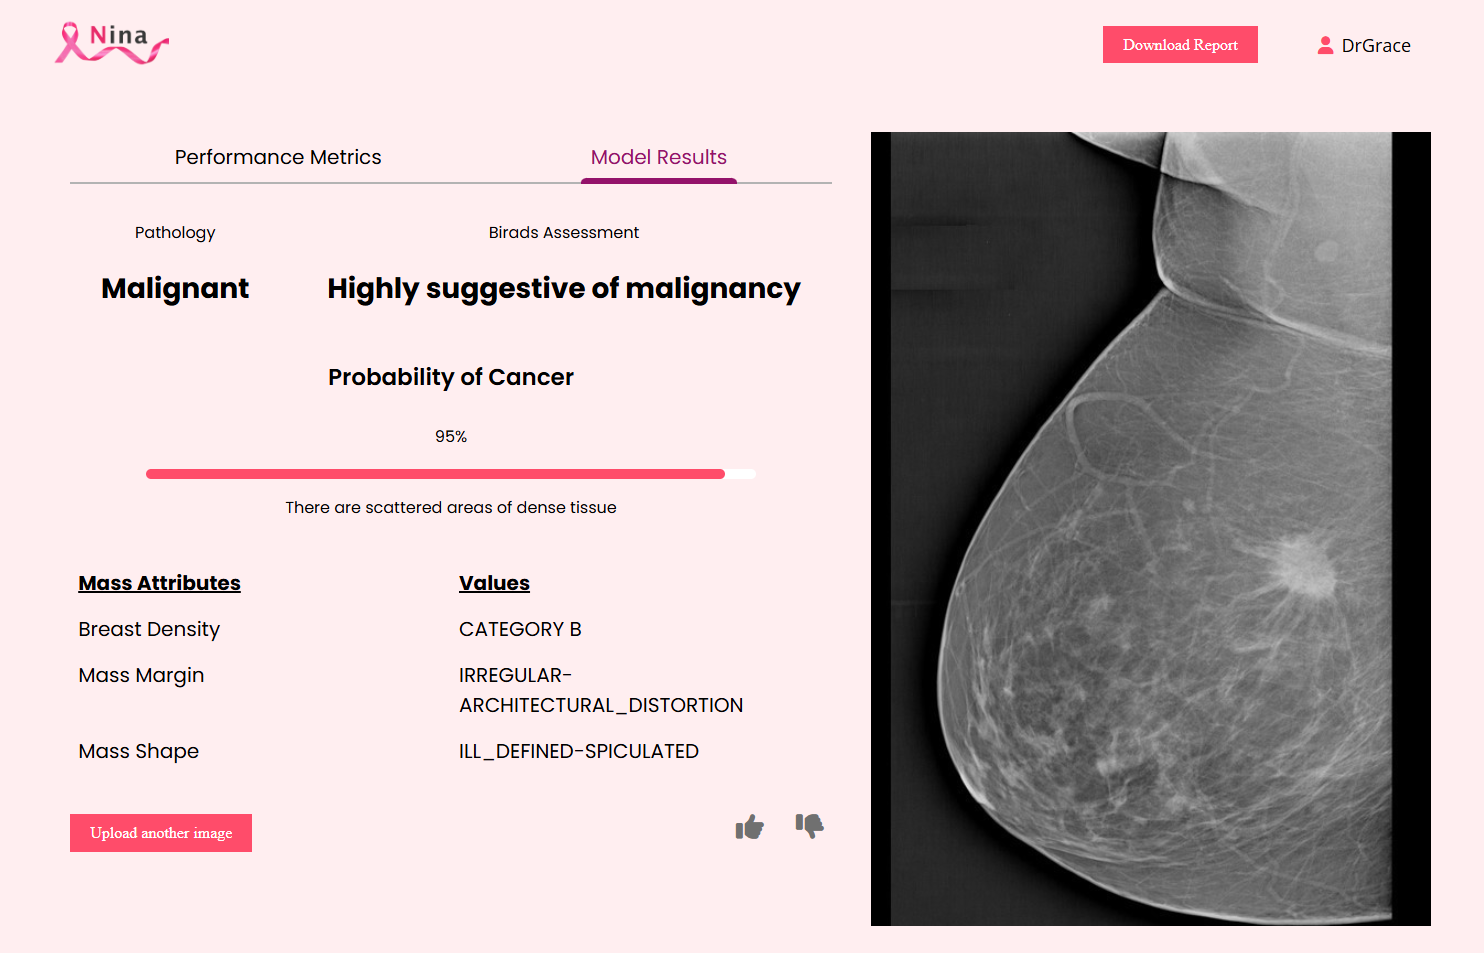 Nina
Download Report
DrGrace
Performance Metrics
Model Results
Pathology
Birads Assessment
Malignant
Highly suggestive of malignancy
Probability of Cancer
95%
There are scattered areas of dense tissue
Mass Attributes
Values
Breast Density
CATEGORY B
Mass Margin
IRREGULAR-
ARCHITECTURAL_DISTORTION
Mass Shape
ILL_DEFINED-SPICULATED
Upload another image